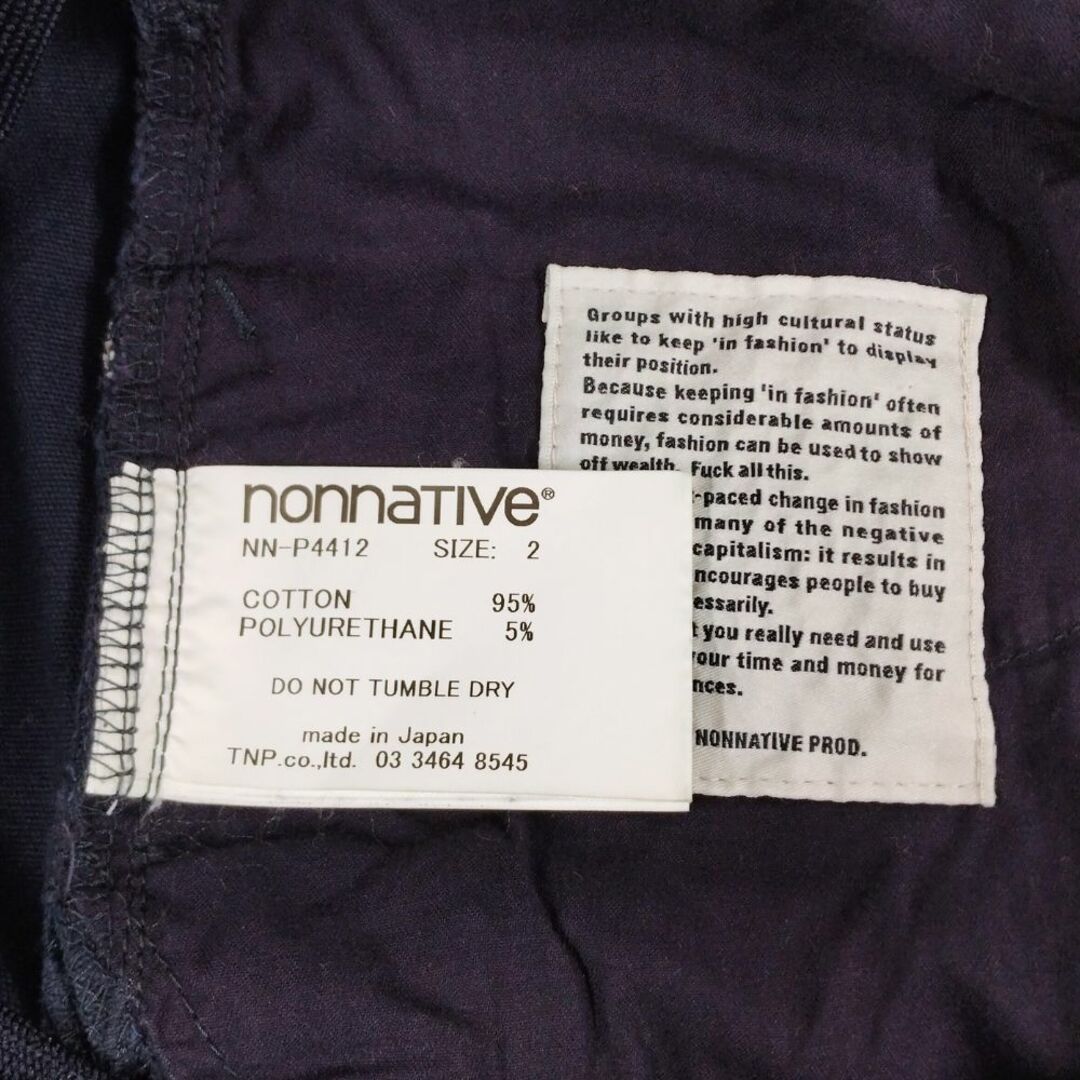 nonnative®
NN-P4412 SIZE: 2
COTTON 95%
POLYURETHANE 5%
DO NOT TUMBLE DRY
made in Japan
TNP.co.,ltd. 03 3464 8545
Groups with high cultural status
like to keep 'in fashion' to display
their position.
Because keeping 'in fashion' often
requires considerable amounts of
money, fashion can be used to show
off wealth. Fuck all this.
-paced change in fashion
many of the negative
capitalism: it results in
people to buy
you really need and use
time and money for
NONNATIVE PROD.